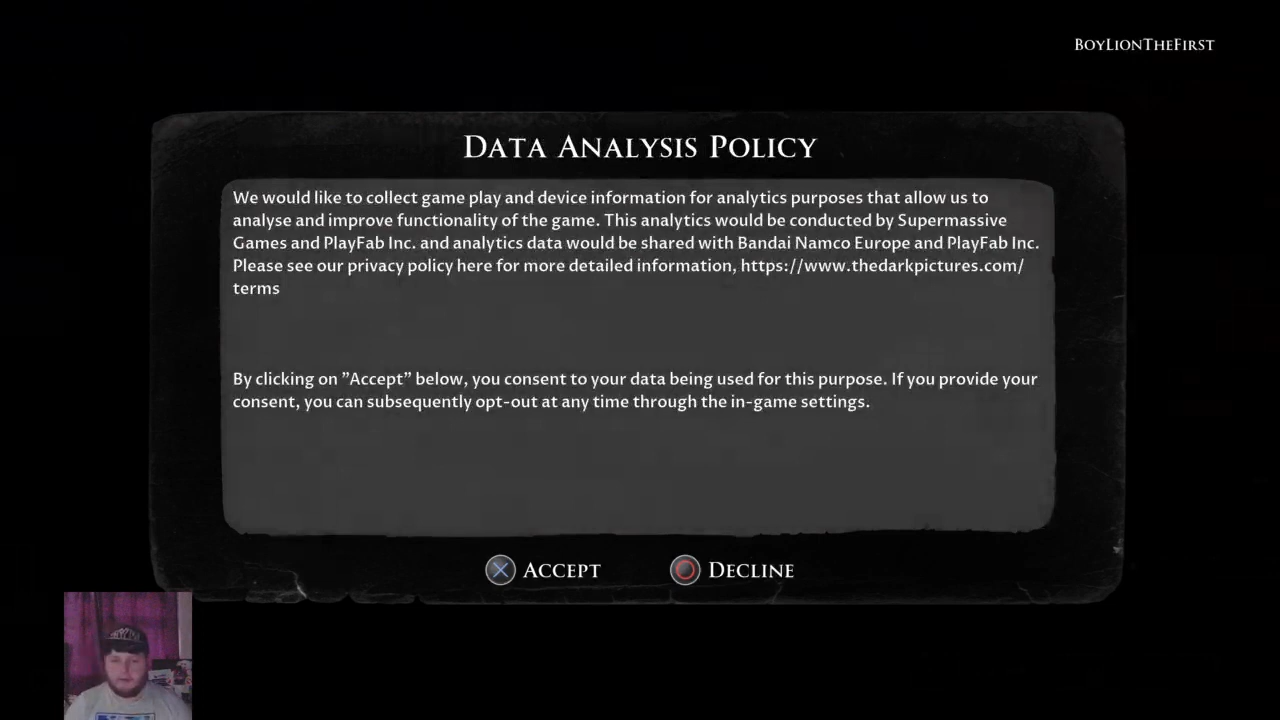 BoyLionTheFirst
Data Analysis Policy
We would like to collect game play and device information for analytics purposes that allow us to
analyse and improve functionality of the game. This analytics would be conducted by Supermassive
Games and PlayFab Inc. and analytics data would be shared with Bandai Namco Europe and PlayFab Inc.
Please see our privacy policy here for more detailed information, https://www.thedarkpictures.com/
terms
By clicking on ”Accept” below, you consent to your data being used for this purpose. If you provide your
consent, you can subsequently opt-out at any time through the in-game settings.
Accept Decline